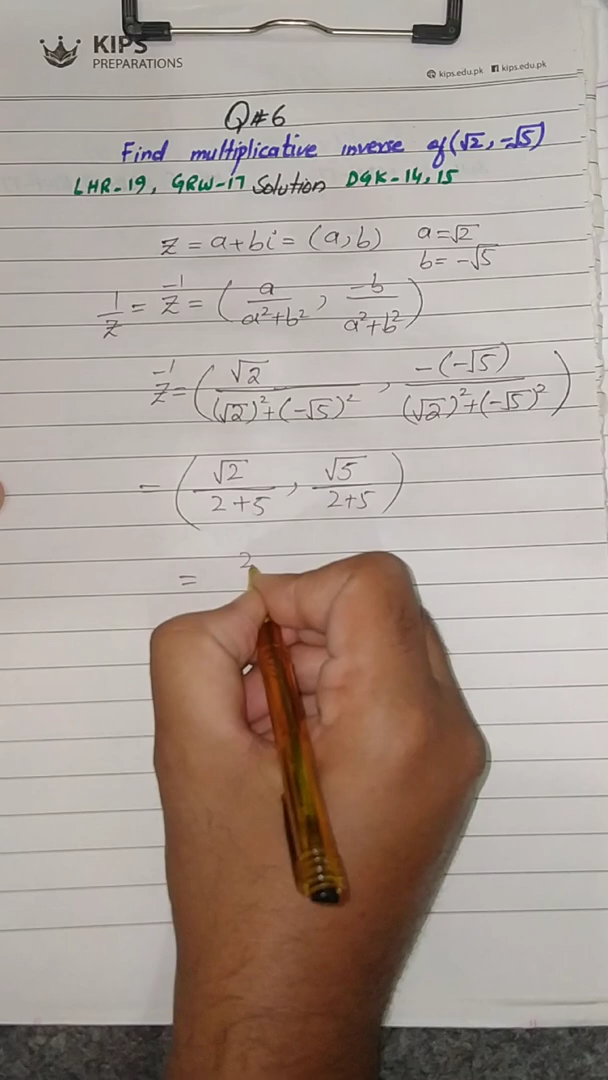 KIPS
PREPARATIONS
kips.edu.pk kips.edu.pk
Q#6
Find multiplicative inverse of (√2, -√5)
LHR-19, GRW-17 Solution DGK-14,15
z = a+bi = (a,b) a=√2
b= -√5
1/z = z⁻¹ = (a/(a²+b²), -b/(a²+b²))
z⁻¹ = (√2/((√2)²+(-√5)²), -(-√5)/((√2)²+(-√5)²))
= (√2/(2+5), √5/(2+5))
= 2